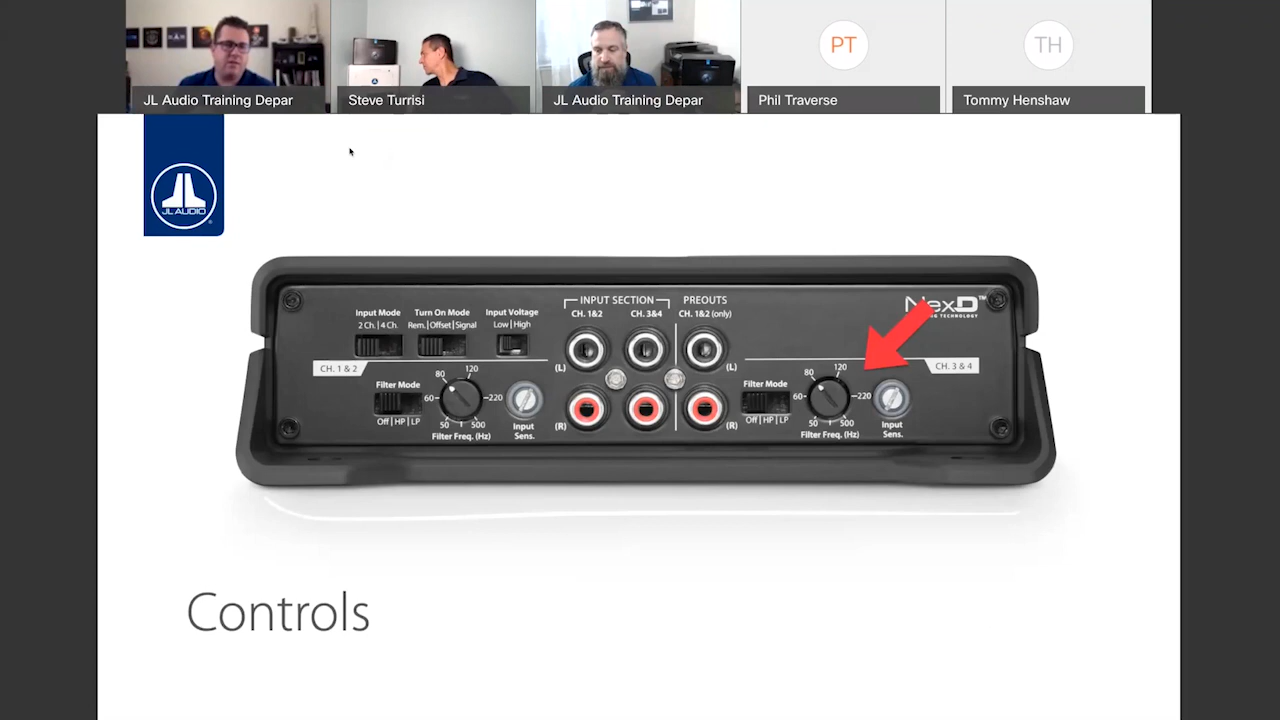 JL Audio Training Depar
Steve Turrisi
JL Audio Training Depar
PT
Phil Traverse
TH
Tommy Henshaw
JL AUDIO
Input Mode
2 Ch. | 4 Ch.
Turn On Mode
Rem. | Offset | Signal
Input Voltage
Low | High
INPUT SECTION
CH. 1&2
CH. 3&4
PREOUTS
CH. 1&2 (only)
CH. 1 & 2
Filter Mode
Off | HP | LP
80
120
60
220
50
500
Filter Freq. (Hz)
Input
Sens.
(L)
(R)
(L)
(R)
CH. 3 & 4
Filter Mode
Off | HP | LP
80
120
60
220
50
500
Filter Freq. (Hz)
Input
Sens.
Controls